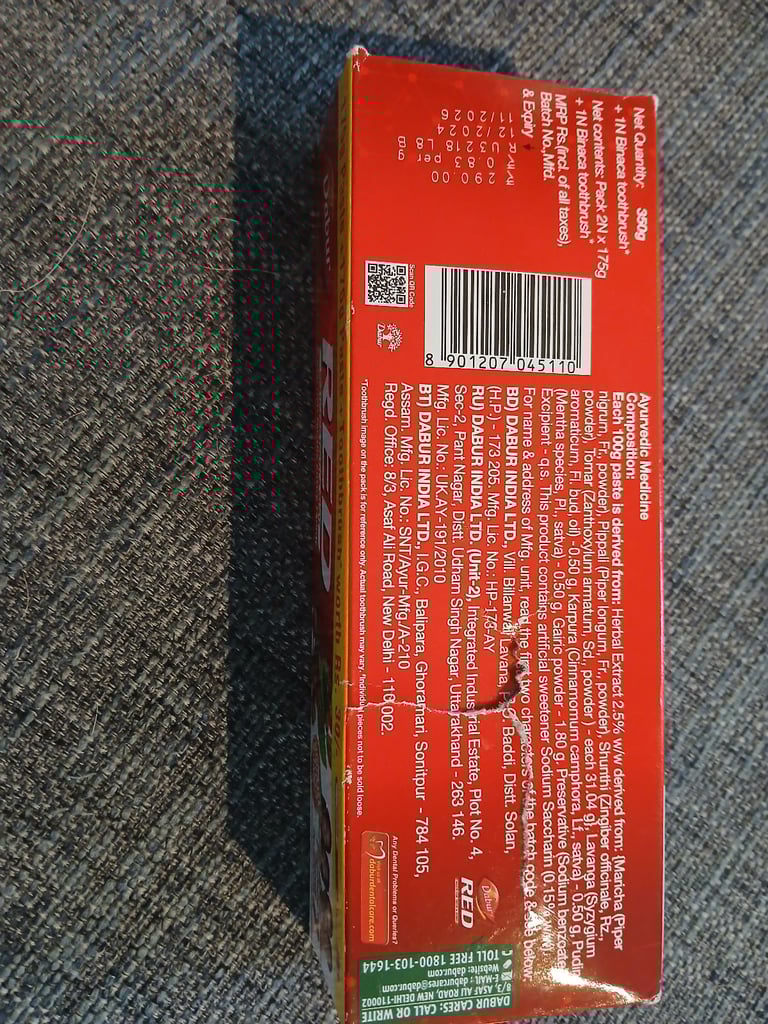 Net Quantity: 350g
+ 1N Binaca toothbrush*
Net contents: Pack 2N x 175g
+ 1N Binaca toothbrush*
MRP Rs.(incl. of all taxes),
Batch No.,Mfd.
& Expiry
290.00
0.83 per
U3218 LB
12/2024
11/2026
Scan QR Code
Dabur
8 901207 045110
Ayurvedic Medicine
Composition:
Each 100g paste is derived from: Herbal Extract 2.5% w/w derived from: (Maricha (Piper
nigrum, Fr., powder), Pippali (Piper longum, Fr., powder), Shunthi (Zingiber officinale, Rz.,
powder), Tomar (Zanthoxylum armatum, Sd., powder) - each 31.04 g), Lavanga (Syzygium
aromaticum, Fl. bud, oil) - 0.50 g, Karpura (Cinnamomum camphora, Lf., satva) - 0.50 g, Pudin
(Mentha species, Pl., satva) - 0.50 g, Gairic powder - 1.80 g, Preservative (Sodium benzoate
Excipient - q.s. This product contains artificial sweetener Sodium Saccharin (0.15% w/w).
For name & address of Mfg. unit, read the first two characters of the batch code & see below:
BD) DABUR INDIA LTD., Vill. Billanwali Lavana, Baddi, Distt. Solan,
(H.P.) - 173 205. Mfg. Lic. No.: HP-173-AY
RU) DABUR INDIA LTD. (Unit-2), Integrated Industrial Estate, Plot No. 4,
Sec-2, Pant Nagar, Distt. Udham Singh Nagar, Uttarakhand - 263 146.
Mfg. Lic. No.: UK.AY-191/2010
BT) DABUR INDIA LTD., I.G.C., Balipara, Ghoramari, Sonitpur - 784 105,
Assam. Mfg. Lic. No.: SNT/Ayur-Mfg./A-210
Regd. Office: 8/3, Asaf Ali Road, New Delhi - 110 002.
*Toothbrush image on the pack is for reference only. Actual toothbrush may vary. *Individual pieces not to be sold loose.
Dabur
RED
Any Dental Problems or Queries?
daburdentalcare.com
DABUR CARES: CALL OR WRITE
8/3, ASAF ALI ROAD, NEW DELHI-110002
E-MAIL: daburcares@dabur.com
Website: dabur.com
TOLL FREE 1800-103-1644
Dabur
RED
Toothbrush* worth